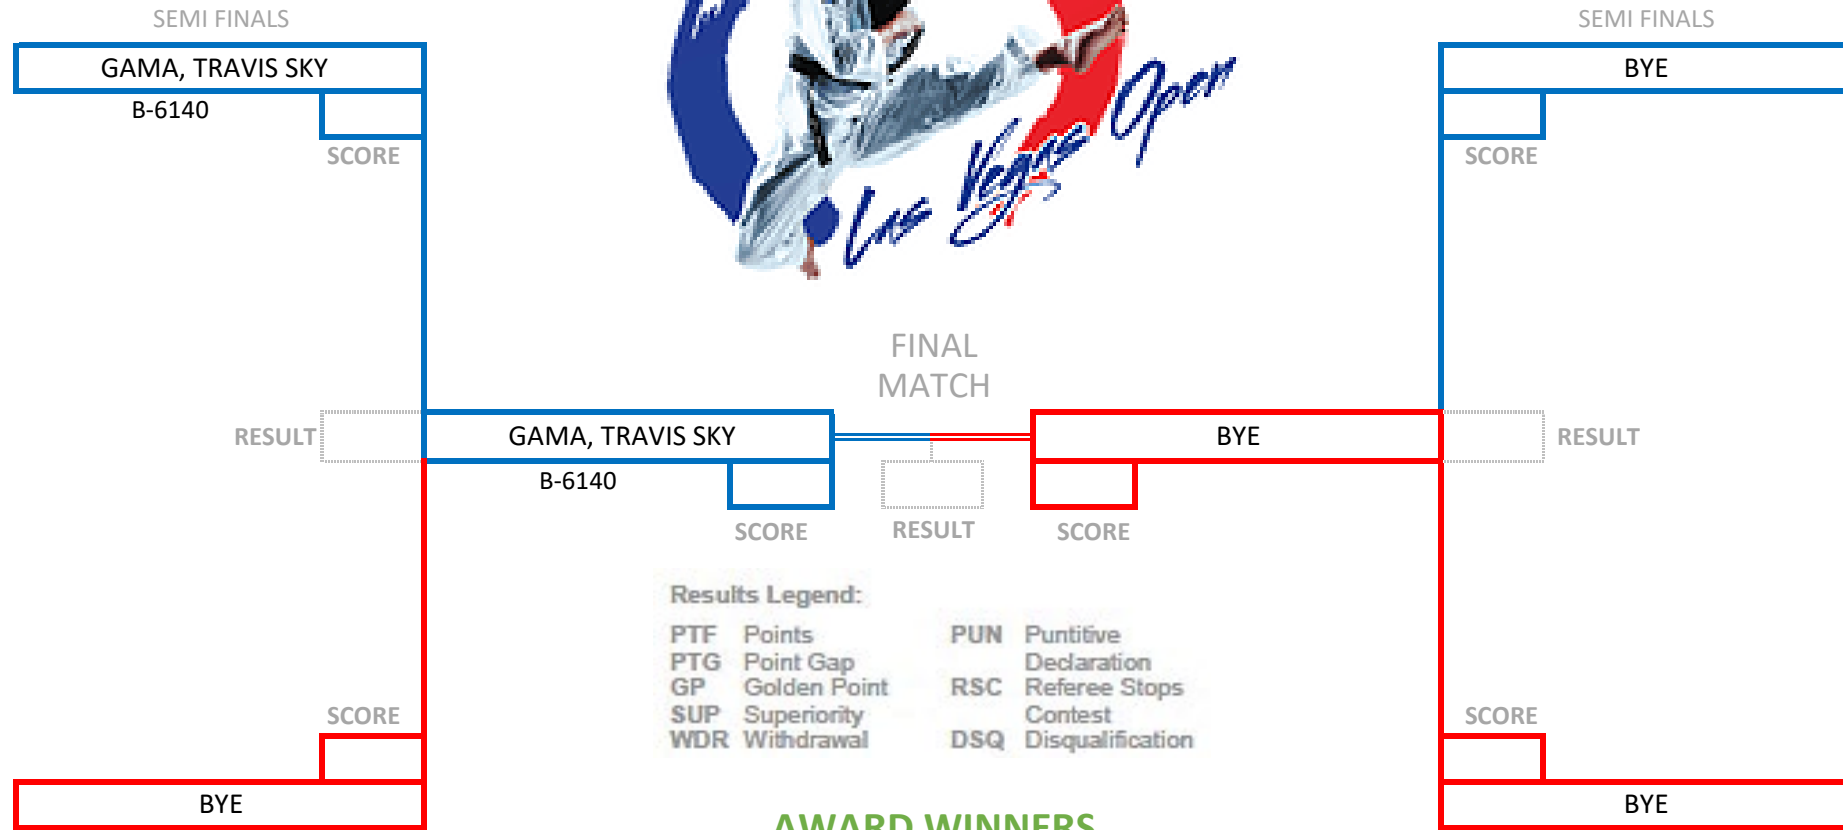 SEMI FINALS
SEMI FINALS
GAMA, TRAVIS SKY
BYE
B-6140
SCORE
SCORE
Las Vegas Open
FINAL
MATCH
RESULT
GAMA, TRAVIS SKY
BYE
RESULT
B-6140
SCORE
RESULT
SCORE
Results Legend:
PTF Points
PTG Point Gap
GP Golden Point
SUP Superiority
WDR Withdrawal
PUN Puntitive
Declaration
RSC Referee Stops
Contest
DSQ Disqualification
SCORE
SCORE
BYE
BYE
AWARD WINNERS